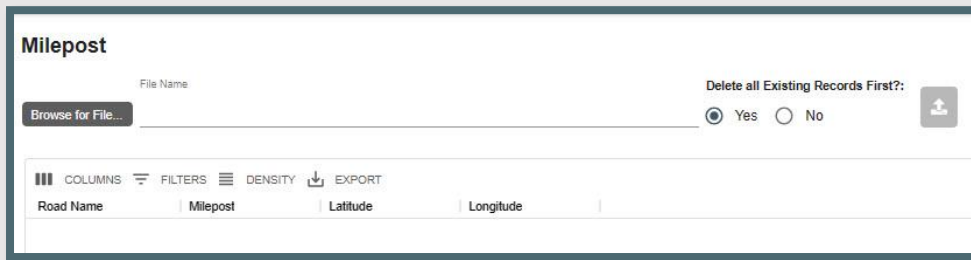 Milepost
File Name
Delete all Existing Records First?:
Browse for File...
Yes No
COLUMNS FILTERS DENSITY EXPORT
Road Name Milepost Latitude Longitude